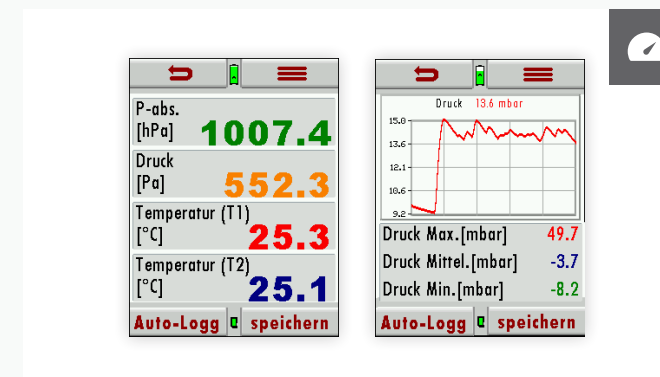 P-abs.
[hPa] 1007.4
Druck
[Pa] 552.3
Temperatur (T1)
[°C] 25.3
Temperatur (T2)
[°C] 25.1
Auto-Logg speichern
Druck 13.6 mbar
15.0
13.6
12.1
10.6
9.2
Druck Max.[mbar] 49.7
Druck Mittel.[mbar] -3.7
Druck Min.[mbar] -8.2
Auto-Logg speichern